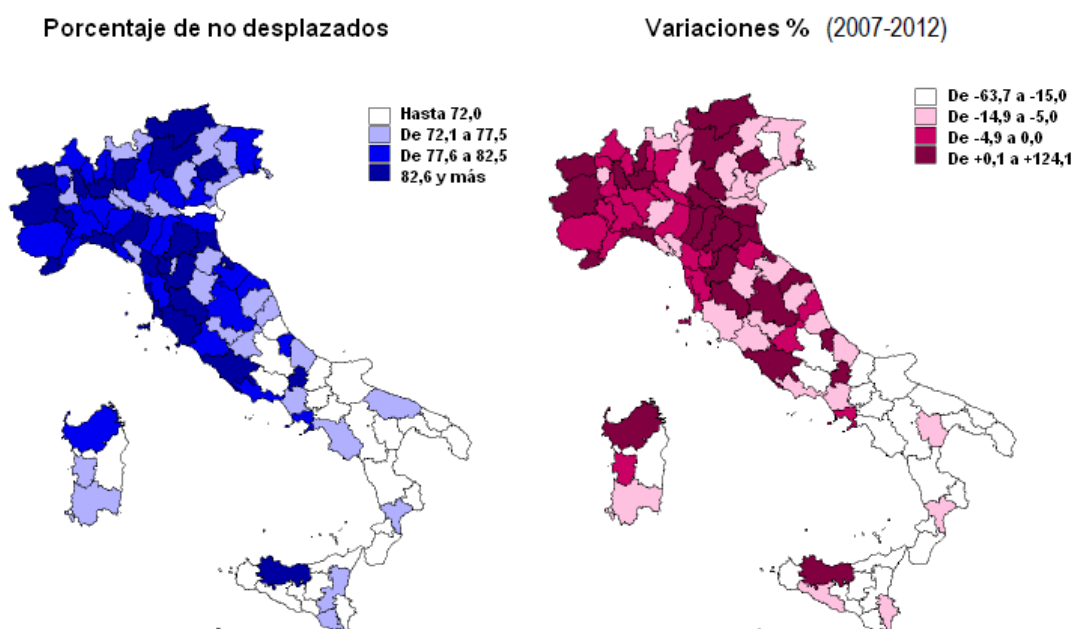 Porcentaje de no desplazados
Hasta 72,0
De 72,1 a 77,5
De 77,6 a 82,5
82,6 y más
Variaciones % (2007-2012)
De -63,7 a -15,0
De -14,9 a -5,0
De -4,9 a 0,0
De +0,1 a +124,1